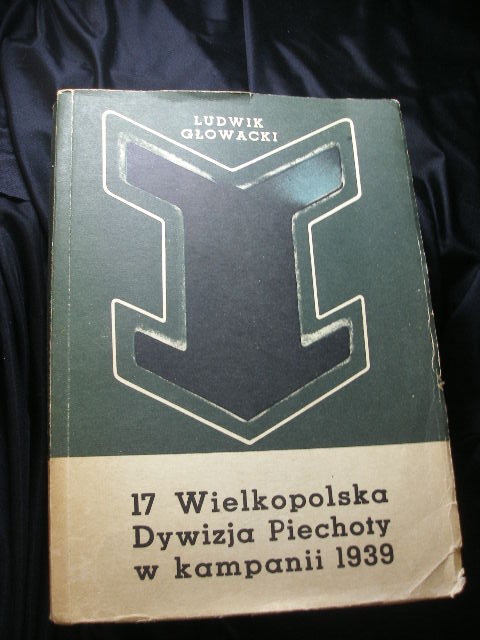 LUDWIK
GŁOWACKI
17 Wielkopolska
Dywizja Piechoty
w kampanii 1939